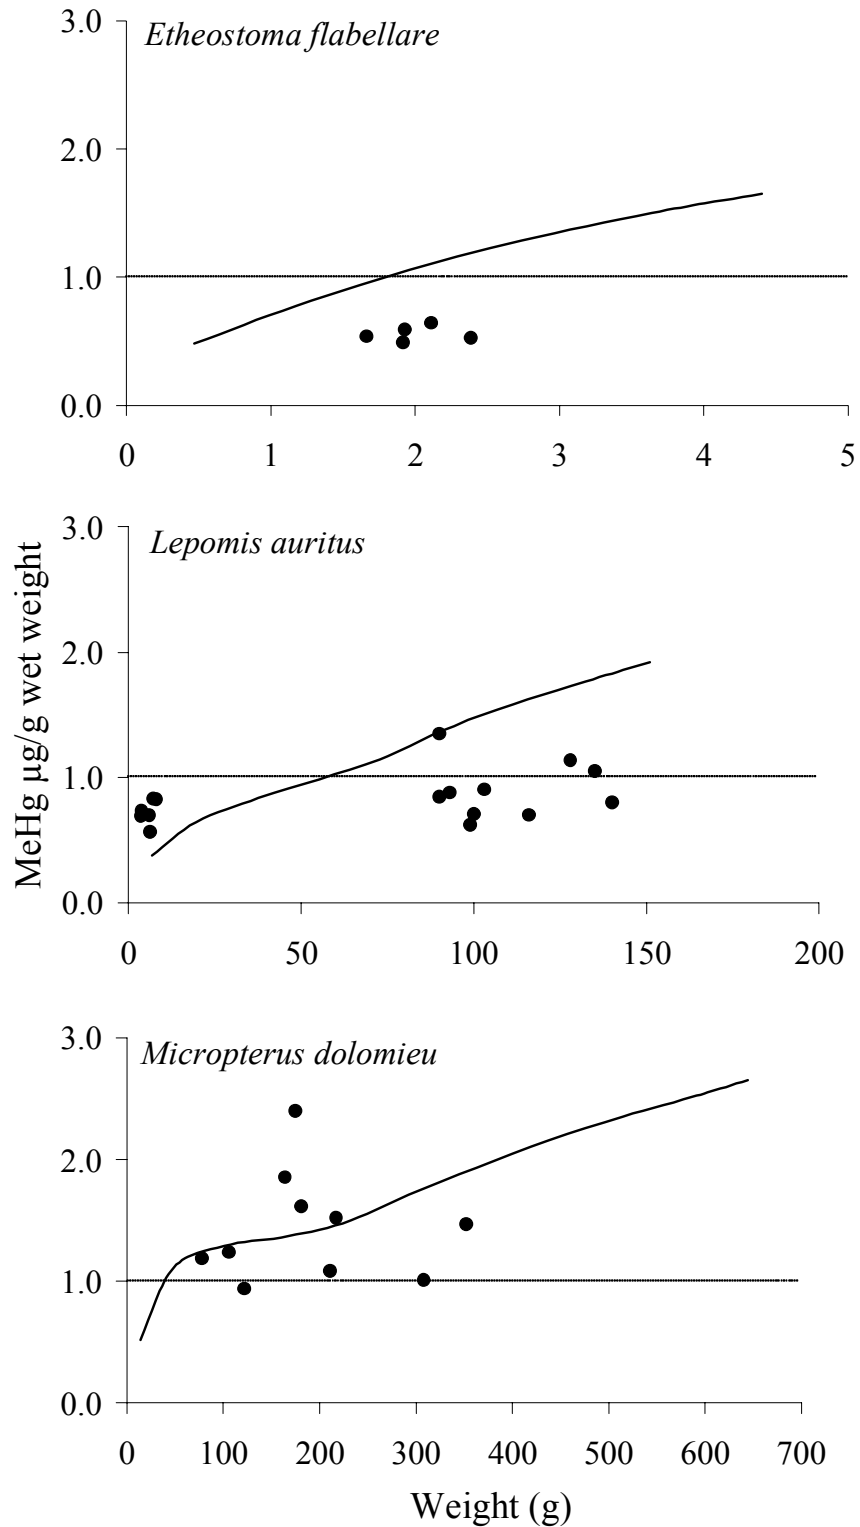 3.0
Etheostoma flabellare
2.0
1.0
0.0
0 1 2 3 4 5
MeHg µg/g wet weight
3.0
Lepomis auritus
2.0
1.0
0.0
0 50 100 150 200
3.0
Micropterus dolomieu
2.0
1.0
0.0
0 100 200 300 400 500 600 700
Weight (g)